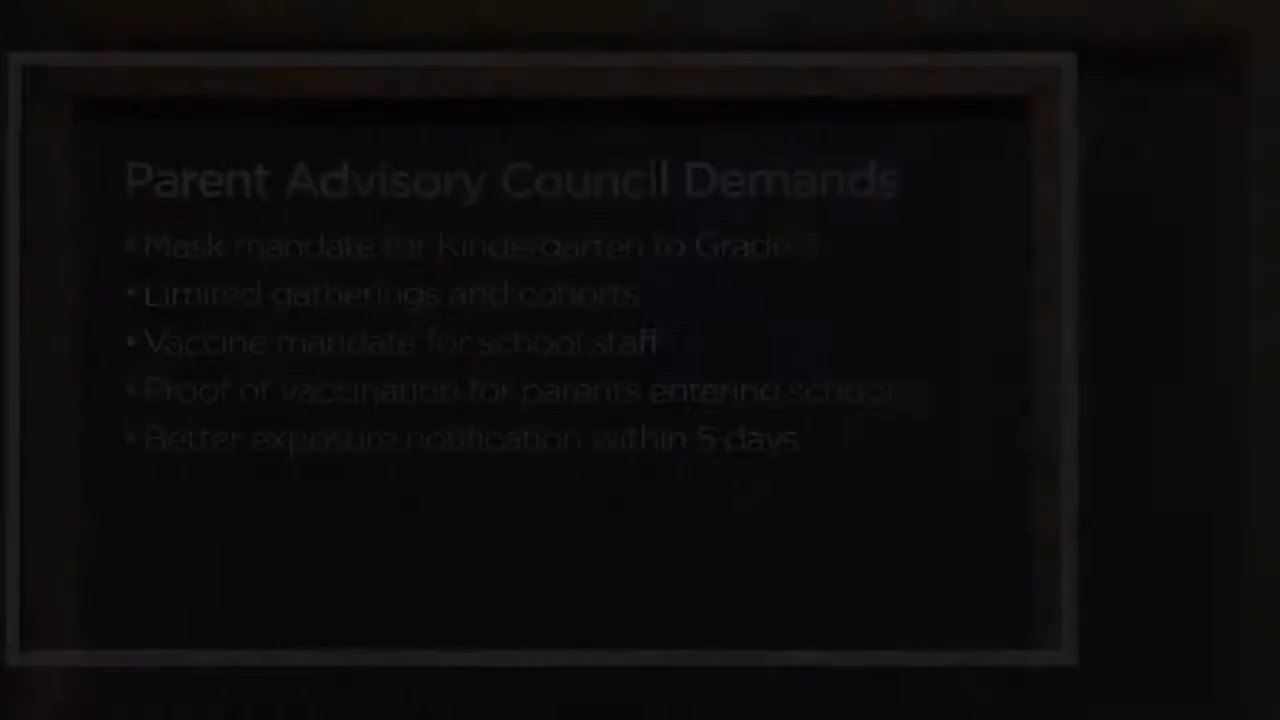 Parent Advisory Council Demands
• Mask mandate for Kindergarten to Grade 3
• Limited gatherings and cohorts
• Vaccine mandate for school staff
• Proof of vaccination for parents entering school
• Better exposure notification within 5 days